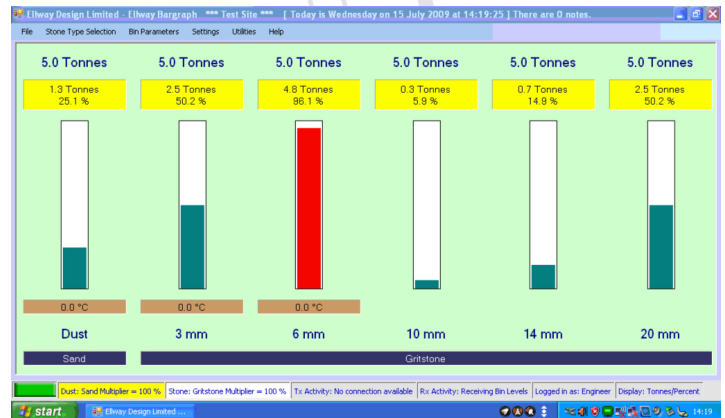 Ellway Design Limited - Ellway Bargraph *** Test Site *** [ Today is Wednesday on 15 July 2009 at 14:19:25 ] There are 0 notes.
File Stone Type Selection Bin Parameters Settings Utilities Help
5.0 Tonnes 5.0 Tonnes 5.0 Tonnes 5.0 Tonnes 5.0 Tonnes 5.0 Tonnes
1.3 Tonnes 2.5 Tonnes 4.8 Tonnes 0.3 Tonnes 0.7 Tonnes 2.5 Tonnes
25.1 % 50.2 % 96.1 % 5.9 % 14.9 % 50.2 %
0.0 °C 0.0 °C 0.0 °C
Dust 3 mm 6 mm 10 mm 14 mm 20 mm
Sand Gritstone
Dust: Sand Multiplier = 100 % Stone: Gritstone Multiplier = 100 % Tx Activity: No connection available Rx Activity: Receiving Bin Levels Logged in as: Engineer Display: Tonnes/Percent
start Ellway Design Limited ... 14:19